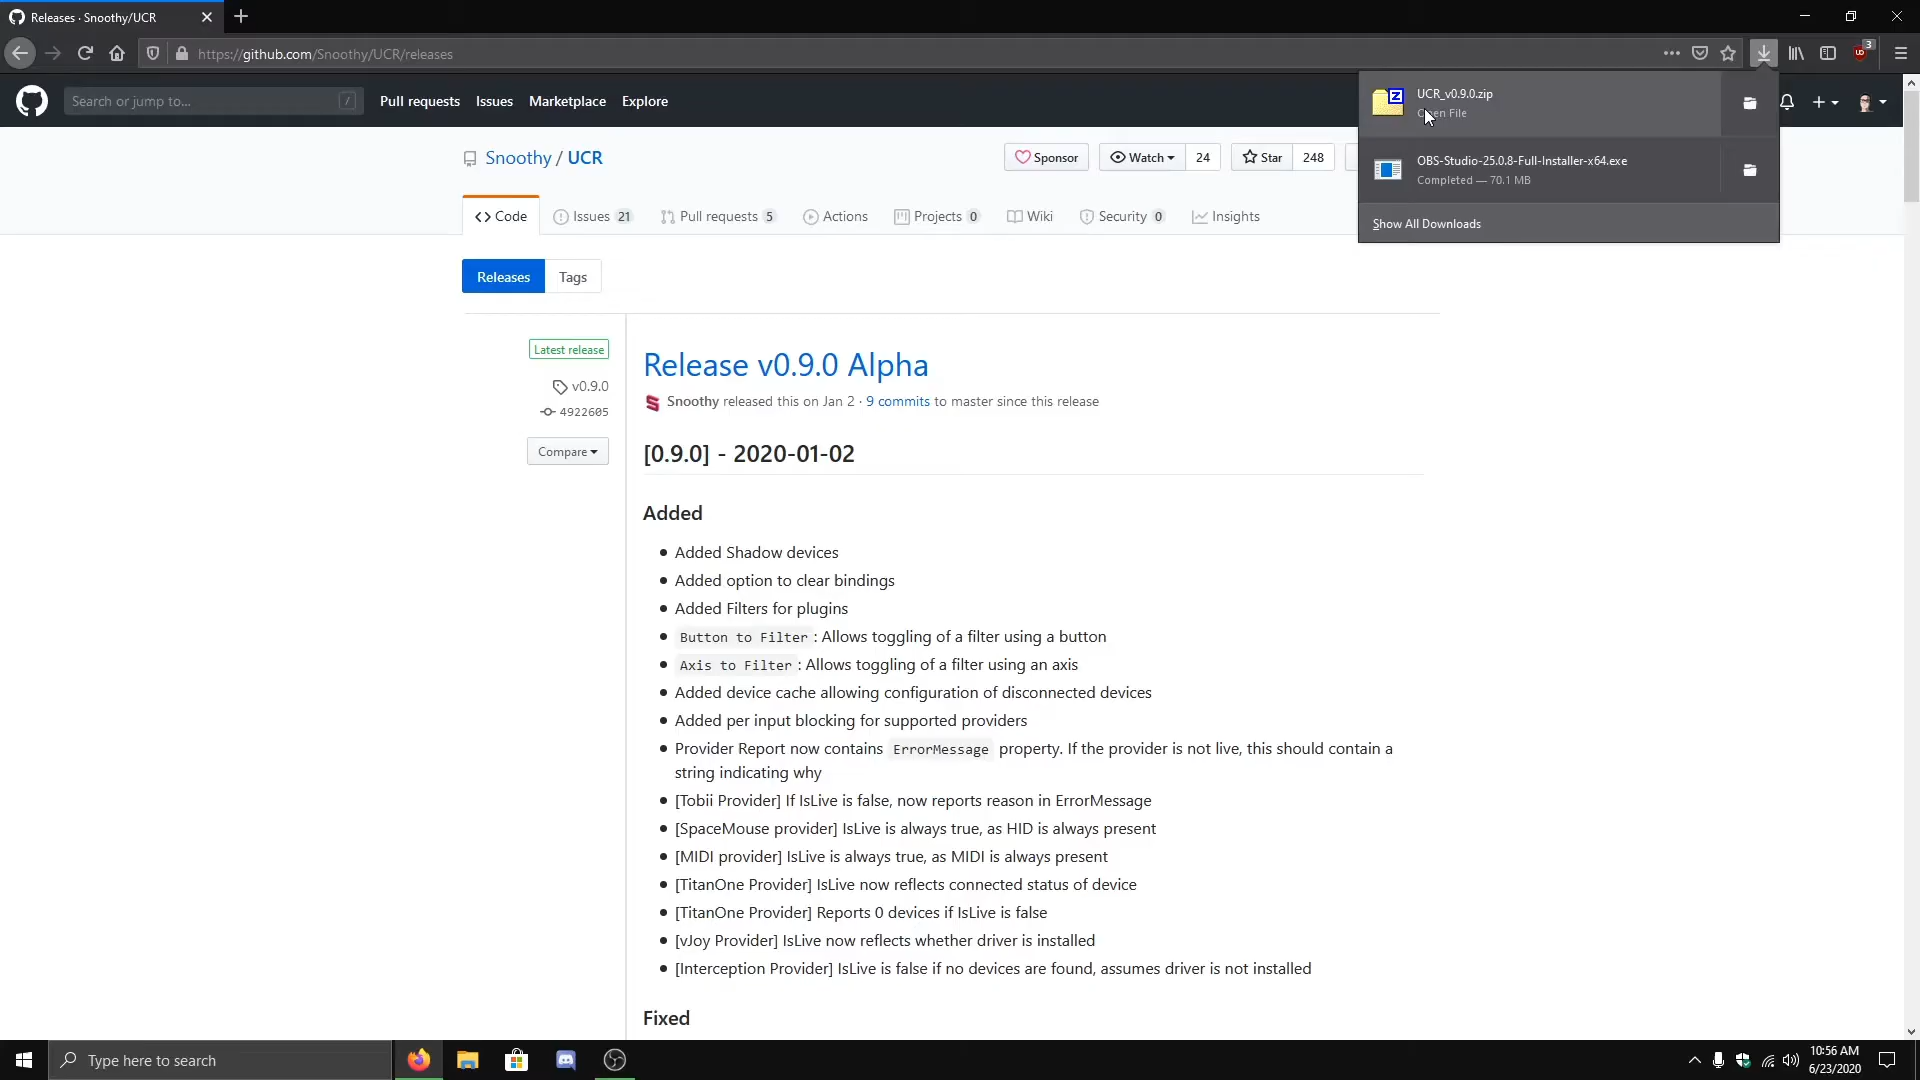 Releases · Snoothy/UCR
https://github.com/Snoothy/UCR/releases
3
Search or jump to...
/
Pull requests
Issues
Marketplace
Explore
UCR_v0.9.0.zip
OBS-Studio-25.0.8-Full-Installer-x64.exe
Completed — 70.1 MB
Show All Downloads
Snoothy / UCR
Sponsor
Watch
24
Star
248
Code
Issues 21
Pull requests 5
Actions
Projects 0
Wiki
Security 0
Insights
Releases
Tags
Latest release
v0.9.0
4922605
Compare
Release v0.9.0 Alpha
Snoothy released this on Jan 2 · 9 commits to master since this release
[0.9.0] - 2020-01-02
Added
Added Shadow devices
Added option to clear bindings
Added Filters for plugins
Button to Filter : Allows toggling of a filter using a button
Axis to Filter : Allows toggling of a filter using an axis
Added device cache allowing configuration of disconnected devices
Added per input blocking for supported providers
Provider Report now contains ErrorMessage property. If the provider is not live, this should contain a
string indicating why
[Tobii Provider] If IsLive is false, now reports reason in ErrorMessage
[SpaceMouse provider] IsLive is always true, as HID is always present
[MIDI provider] IsLive is always true, as MIDI is always present
[TitanOne Provider] IsLive now reflects connected status of device
[TitanOne Provider] Reports 0 devices if IsLive is false
[vJoy Provider] IsLive now reflects whether driver is installed
[Interception Provider] IsLive is false if no devices are found, assumes driver is not installed
Fixed
Type here to search
10:56 AM
6/23/2020